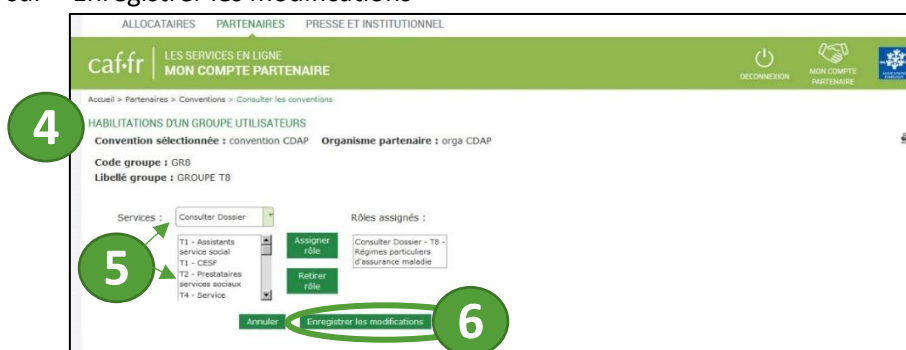 ALLOCATAIRES PARTENAIRES PRESSE ET INSTITUTIONNEL
caf·fr LES SERVICES EN LIGNE
MON COMPTE PARTENAIRE
DECONNEXION
MON COMPTE
PARTENAIRE
Accueil > Partenaires > Conventions > Consulter les conventions
4
HABILITATIONS D'UN GROUPE UTILISATEURS
Convention sélectionnée : convention CDAP Organisme partenaire : orga CDAP
Code groupe : GR8
Libellé groupe : GROUPE T8
Services : Consulter Dossier Rôles assignés :
5
T1 - Assistants
service social
T1 - CESF
T2 - Prestataires
services sociaux
T4 - Service
Assigner
rôle
Retirer
rôle
Consulter Dossier - T8 -
Régimes particuliers
d'assurance maladie
Annuler Enregistrer les modifications
6